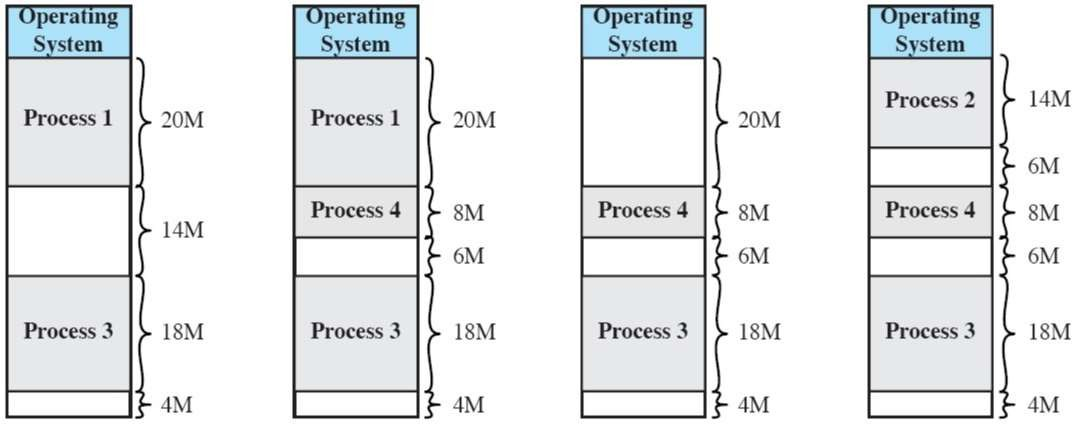 Operating
System
Process 1
20M
14M
Process 3
18M
4M
Operating
System
Process 1
20M
Process 4
8M
6M
Process 3
18M
4M
Operating
System
20M
Process 4
8M
6M
Process 3
18M
4M
Operating
System
Process 2
14M
6M
Process 4
8M
6M
Process 3
18M
4M